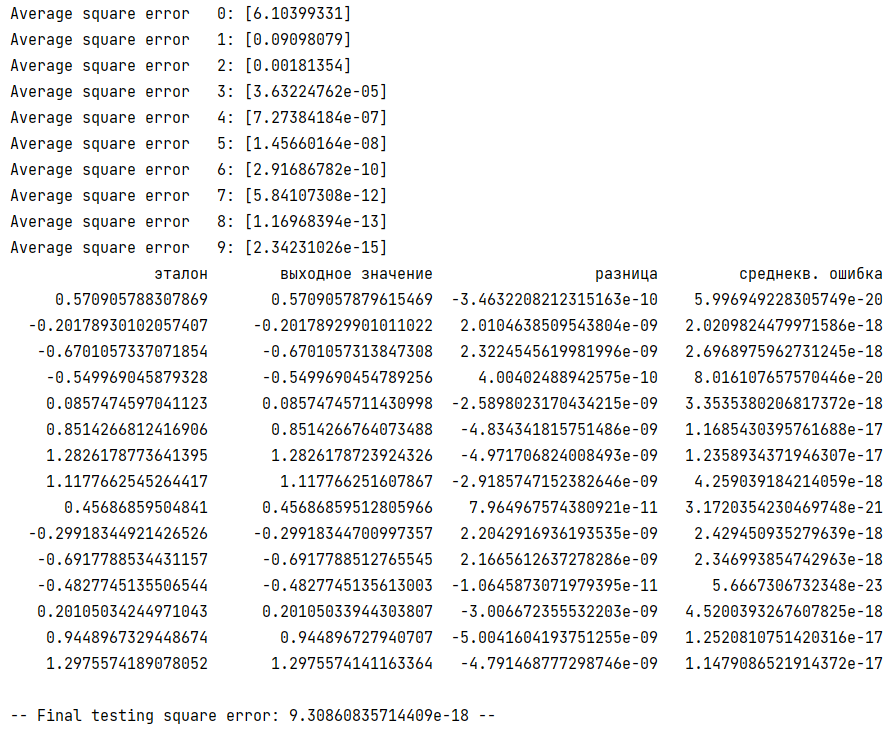 Average square error   0: [6.10399331]
Average square error   1: [0.09098079]
Average square error   2: [0.00181354]
Average square error   3: [3.63224762e-05]
Average square error   4: [7.27384184e-07]
Average square error   5: [1.45660164e-08]
Average square error   6: [2.91686782e-10]
Average square error   7: [5.84107308e-12]
Average square error   8: [1.16968394e-13]
Average square error   9: [2.34231026e-15]
эталон        выходное значение                  разница         среднекв. ошибка
0.570905788307869       0.5709057879615469  -3.4632208212315163e-10    5.996949228305749e-20
-0.20178930102057407     -0.20178929901011022   2.0104638509543804e-09   2.0209824479971586e-18
-0.6701057337071854      -0.6701057313847308   2.3224545619981996e-09   2.6968975962731245e-18
-0.549969045879328      -0.5499690454789256     4.00402488942575e-10    8.016107657570446e-20
0.0857474597041123      0.08574745711430998  -2.5898023170434215e-09   3.3535380206817372e-18
0.8514266812416906       0.8514266764073488   -4.834341815751486e-09   1.1685430395761688e-17
1.2826178773641395       1.2826178723924326   -4.971706824008493e-09   1.2358934371946307e-17
1.1177662545264417        1.117766251607867  -2.9185747152382646e-09    4.259039184214059e-18
0.45686859504841      0.45686859512805966    7.964967574380921e-11   3.1720354230469748e-21
-0.29918344921426526     -0.29918344700997357   2.2042916936193535e-09    2.429450935279639e-18
-0.6917788534431157      -0.6917788512765545   2.1665612637278286e-09    2.346993854742963e-18
-0.4827745135506544      -0.4827745135613003  -1.0645873071979395e-11     5.6667306732348e-23
0.20105034244971043      0.20105033944303807   -3.006672355532203e-09   4.5200393267607825e-18
0.9448967329448674        0.944896727940707  -5.0041604193751255e-09   1.2520810751420316e-17
1.2975574189078052       1.2975574141163364   -4.791468777298746e-09   1.1479086521914372e-17
-- Final testing square error: 9.30860835714409e-18 --